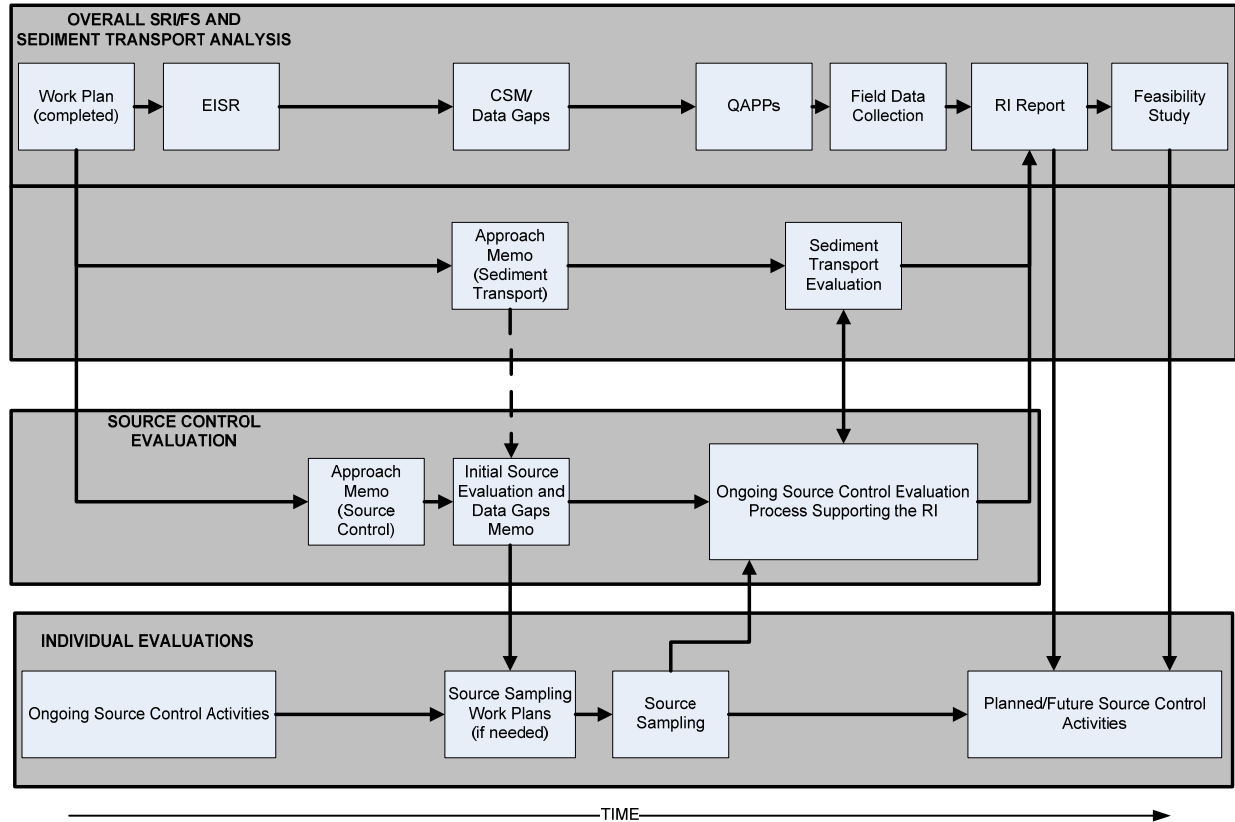 OVERALL SRI/FS AND
SEDIMENT TRANSPORT ANALYSIS
Work Plan
(completed)
EISR
CSM/
Data Gaps
QAPPs
Field Data
Collection
RI Report
Feasibility
Study
Approach
Memo
(Sediment
Transport)
Sediment
Transport
Evaluation
SOURCE CONTROL
EVALUATION
Approach
Memo
(Source
Control)
Initial Source
Evaluation and
Data Gaps
Memo
Ongoing Source Control Evaluation
Process Supporting the RI
INDIVIDUAL EVALUATIONS
Ongoing Source Control Activities
Source Sampling
Work Plans
(if needed)
Source
Sampling
Planned/Future Source Control
Activities
TIME